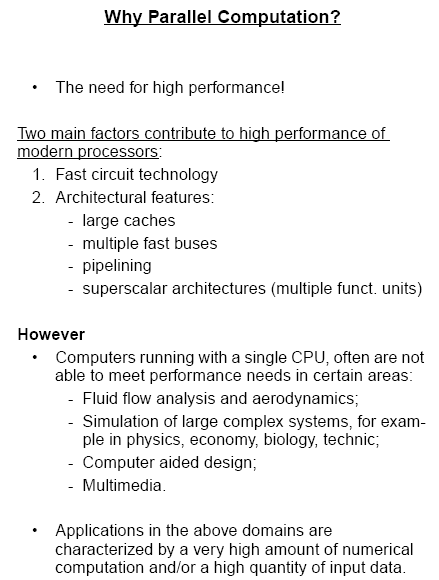 Why Parallel Computation?
• The need for high performance!
Two main factors contribute to high performance of
modern processors:
1. Fast circuit technology
2. Architectural features:
- large caches
- multiple fast buses
- pipelining
- superscalar architectures (multiple funct. units)
However
• Computers running with a single CPU, often are not
able to meet performance needs in certain areas:
- Fluid flow analysis and aerodynamics;
- Simulation of large complex systems, for exam-
ple in physics, economy, biology, technic;
- Computer aided design;
- Multimedia.
• Applications in the above domains are
characterized by a very high amount of numerical
computation and/or a high quantity of input data.